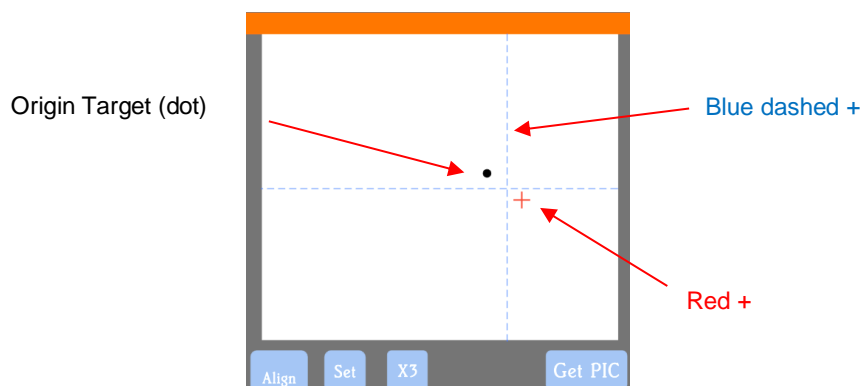 Origin Target (dot)
Blue dashed +
Red +
Align
Set
X3
Get PIC